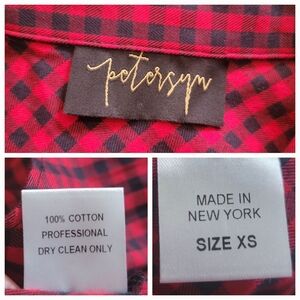 petersyn
100% COTTON
PROFESSIONAL
DRY CLEAN ONLY
MADE IN
NEW YORK
SIZE XS